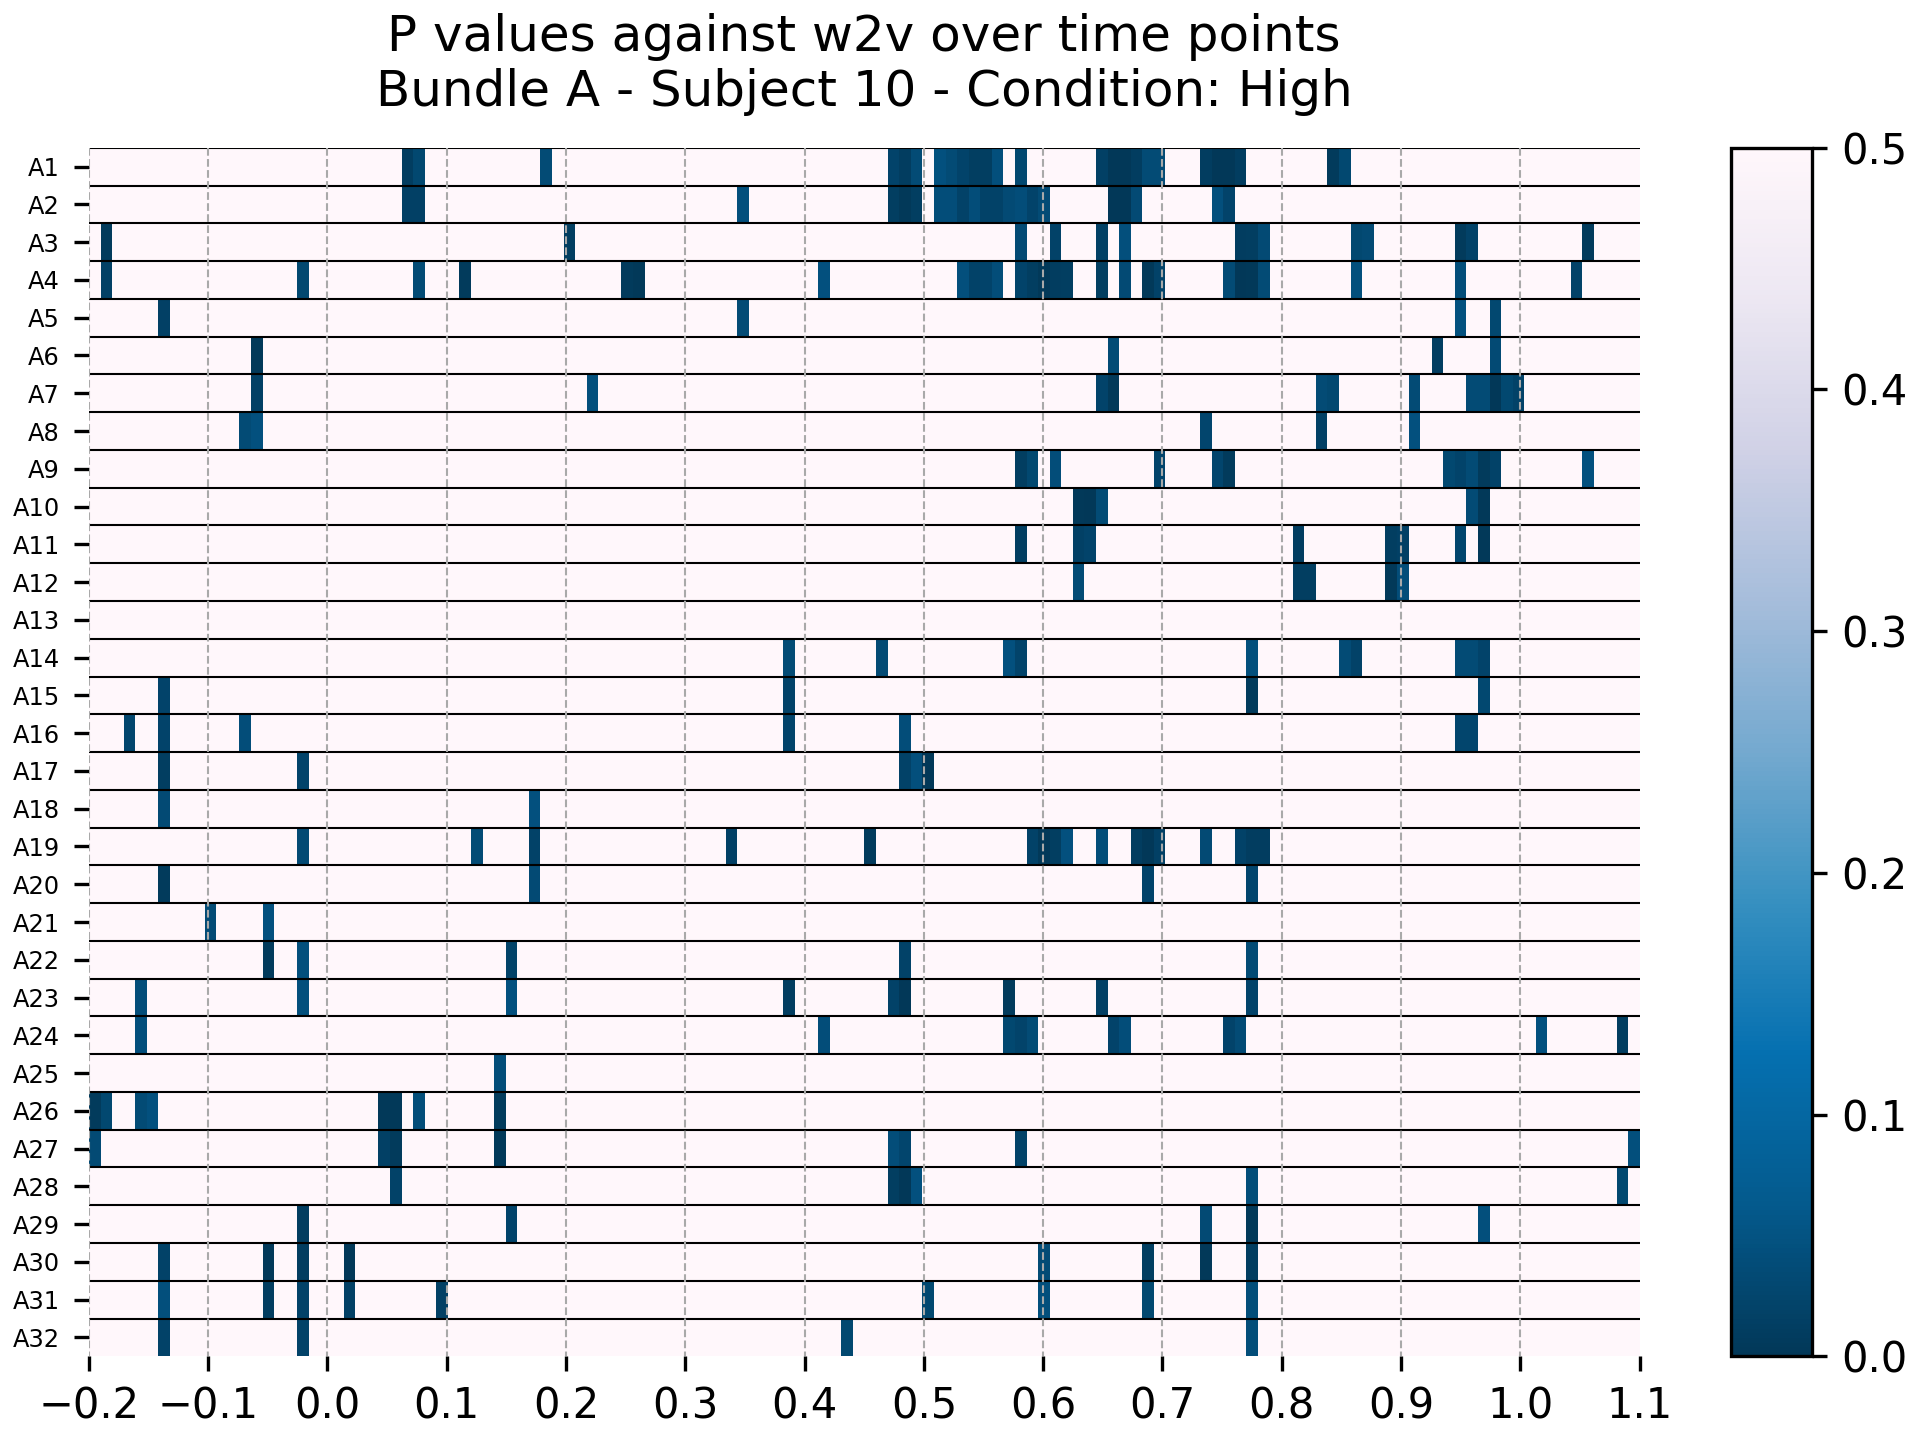 P values against w2v over time points
Bundle A - Subject 10 - Condition: High
A1
A2
A3
A4
A5
A6
A7
A8
A9
A10
A11
A12
A13
A14
A15
A16
A17
A18
A19
A20
A21
A22
A23
A24
A25
A26
A27
A28
A29
A30
A31
A32
−0.2 −0.1 0.0 0.1 0.2 0.3 0.4 0.5 0.6 0.7 0.8 0.9 1.0 1.1
0.5
0.4
0.3
0.2
0.1
0.0